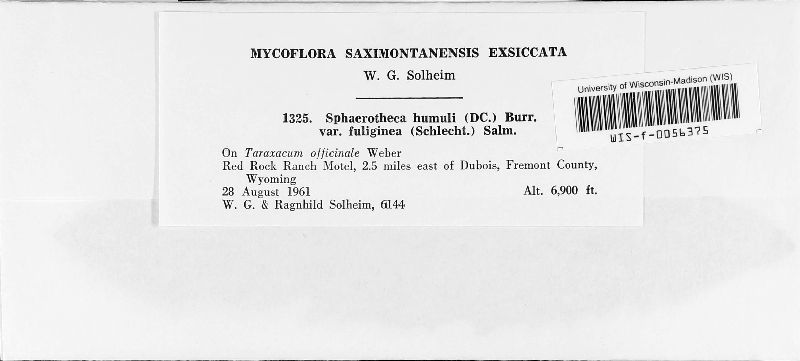 MYCOFLORA SAXIMONTANENSIS EXSICCATA
W. G. Solheim
1325. Sphaerotheca humuli (DC.) Burr.
var. fuliginea (Schlecht.) Salm.
On Taraxacum officinale Weber
Red Rock Ranch Motel, 2.5 miles east of Dubois, Fremont County,
Wyoming
28 August 1961 Alt. 6,900 ft.
W. G. & Ragnhild Solheim, 6144
University of Wisconsin-Madison (WIS)
WIS-f-0056375